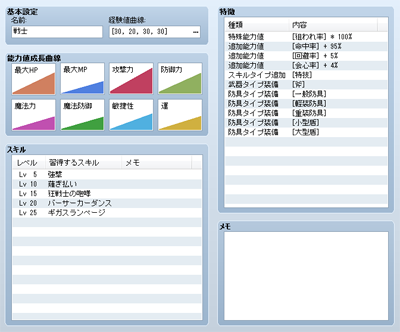 基本設定
名前:
経験値曲線:
戦士
[30, 20, 30, 30]
...
能力値成長曲線
最大HP
最大MP
攻撃力
防御力
魔法力
魔法防御
敏捷性
運
スキル
レベル 習得するスキル メモ
Lv 5 強撃
Lv 10 薙ぎ払い
Lv 15 狂戦士の咆哮
Lv 20 バーサーカーダンス
Lv 25 ギガスランページ
特徴
種類 内容
特殊能力値 [狙われ率] * 100%
追加能力値 [命中率] + 95%
追加能力値 [回避率] + 5%
追加能力値 [会心率] + 4%
スキルタイプ追加 [特技]
武器タイプ装備 [斧]
防具タイプ装備 [一般防具]
防具タイプ装備 [軽装防具]
防具タイプ装備 [重装防具]
防具タイプ装備 [小型盾]
防具タイプ装備 [大型盾]
メモ